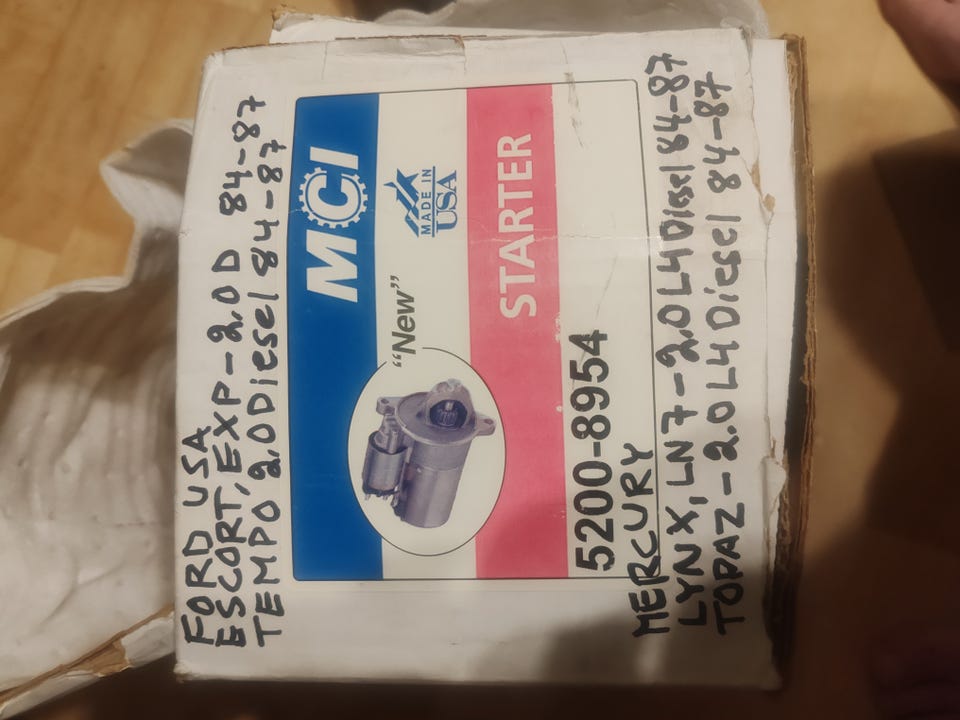 FORD USA
ESCORT, EXP-2.0D 84-87
TEMPO 2.0Diesel 84-87
MCI
"New"
MADE IN
USA
STARTER
5200-8954
MERCURY
LYNX, LN7-2.0L4Diesel 84-87
TOPAZ-2.0L4Diesel 84-87